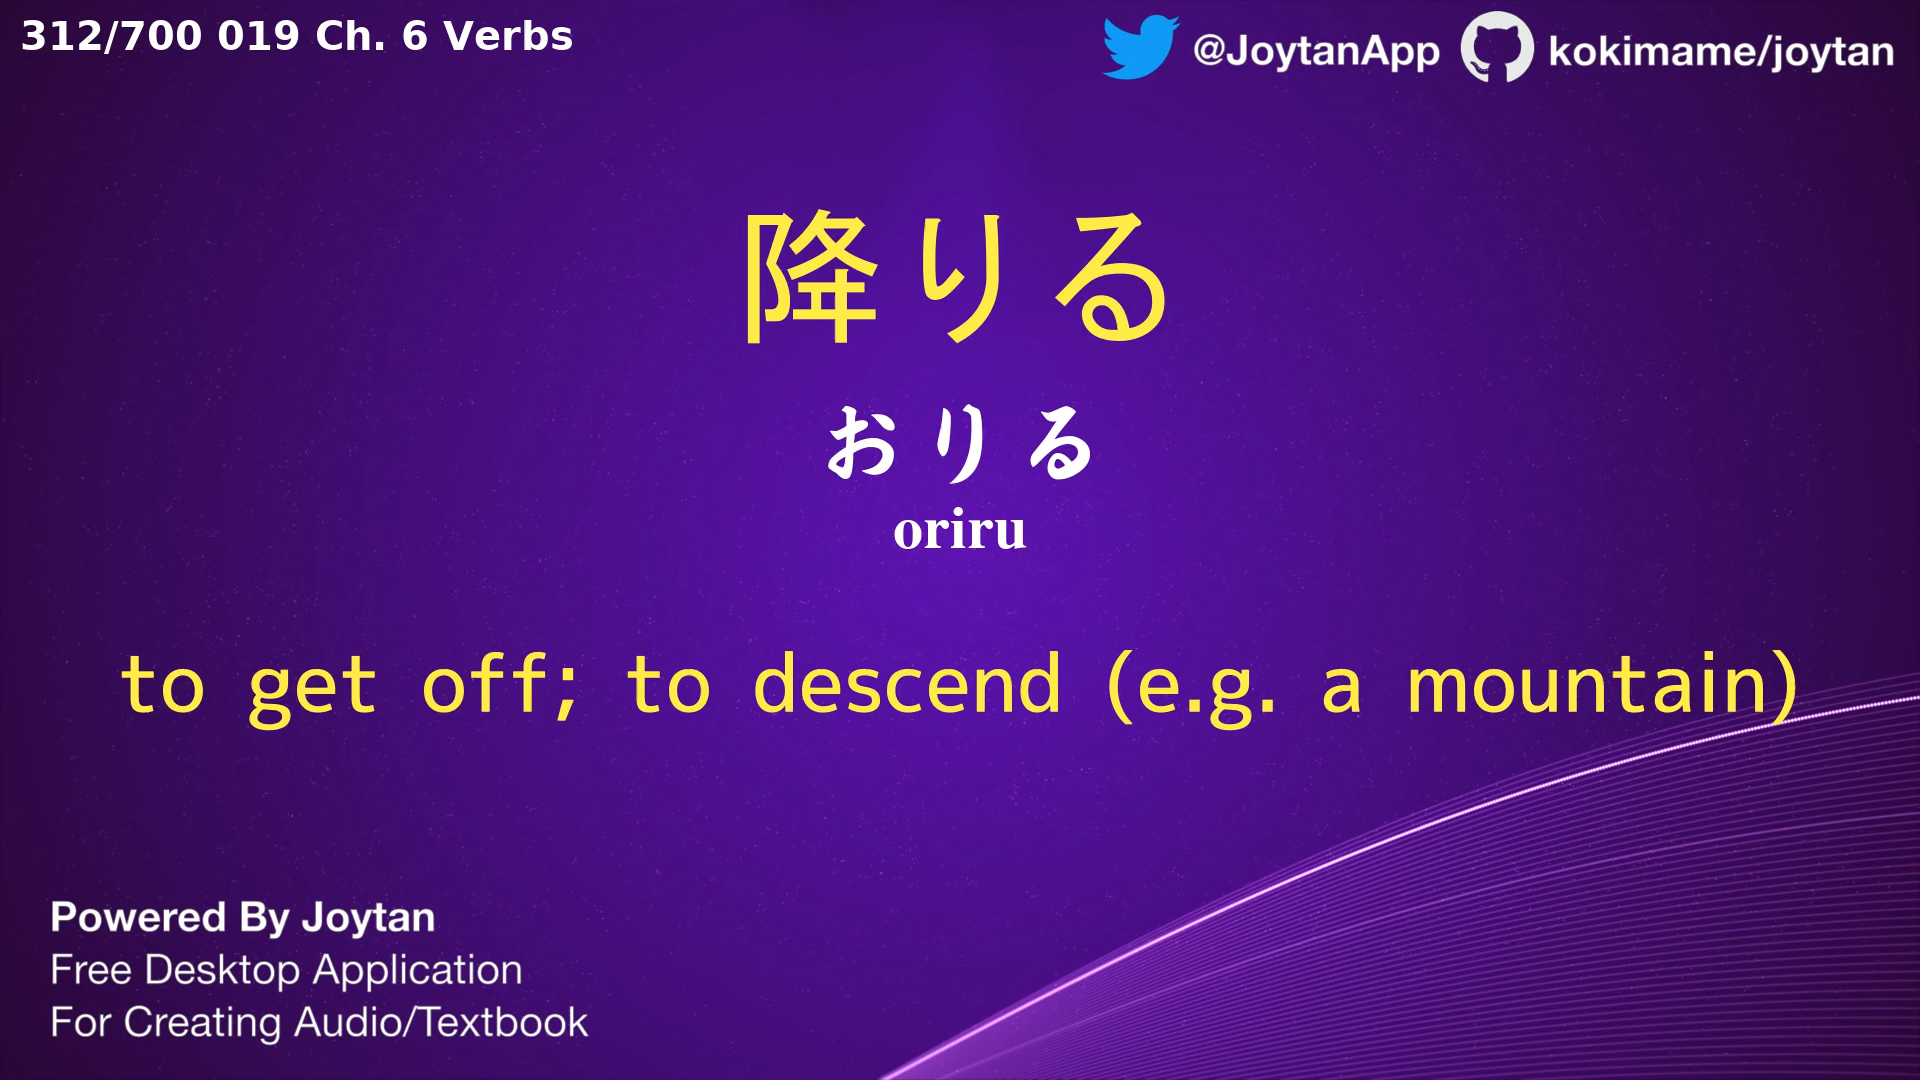 312/700 019 Ch. 6 Verbs
@JoytanApp kokimame/joytan
降りる
おりる
oriru
to get off; to descend (e.g. a mountain)
Powered By Joytan
Free Desktop Application
For Creating Audio/Textbook